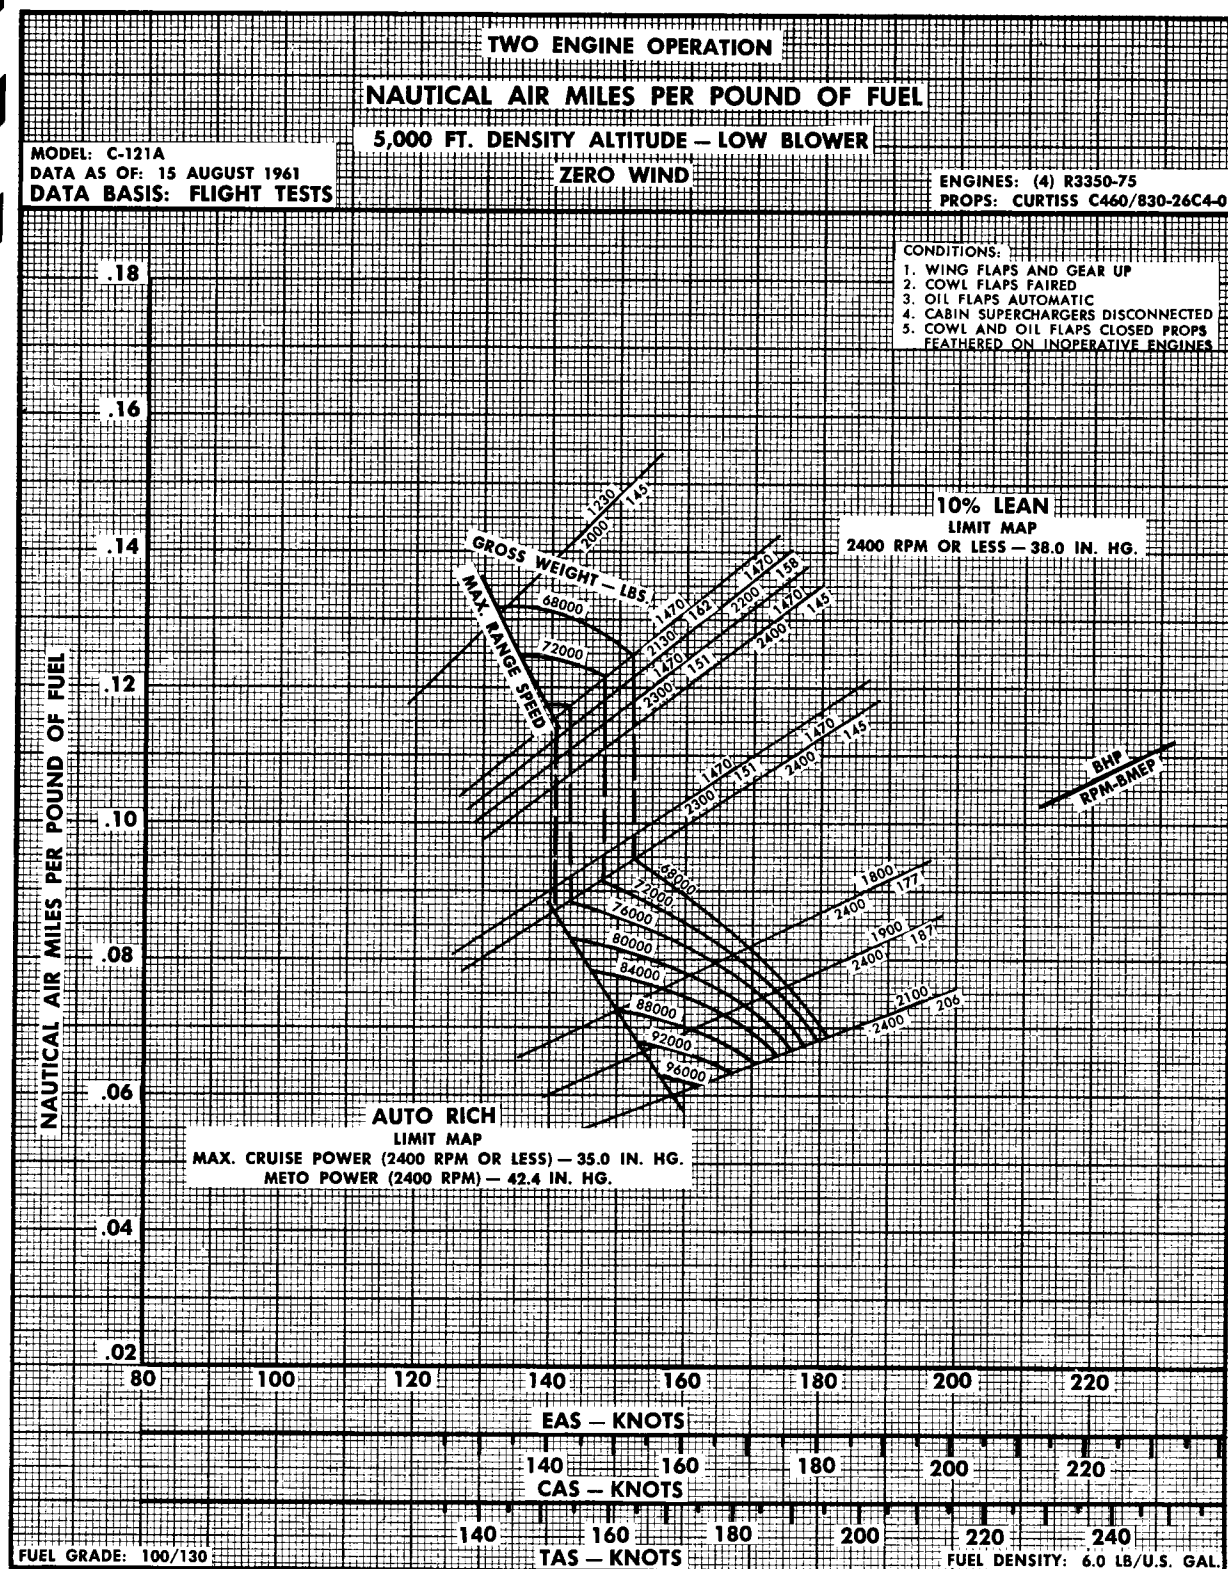 TWO ENGINE OPERATION
NAUTICAL AIR MILES PER POUND OF FUEL
5,000 FT. DENSITY ALTITUDE — LOW BLOWER
ZERO WIND
MODEL: C-121A
DATA AS OF: 15 AUGUST 1961
DATA BASIS: FLIGHT TESTS
ENGINES: (4) R3350-75
PROPS: CURTISS C460/830-26C4-0
CONDITIONS:
1. WING FLAPS AND GEAR UP
2. COWL FLAPS FAIRED
3. OIL FLAPS AUTOMATIC
4. CABIN SUPERCHARGERS DISCONNECTED
5. COWL AND OIL FLAPS CLOSED PROPS
FEATHERED ON INOPERATIVE ENGINES
NAUTICAL AIR MILES PER POUND OF FUEL
.18
.16
.14
.12
.10
.08
.06
.04
.02
1230
2000 145
GROSS WEIGHT — LBS.
MAX. RANGE SPEED
68000
72000
10% LEAN
LIMIT MAP
2400 RPM OR LESS — 38.0 IN. HG.
1470 1470
2130 162
2200 158
1470 1470
2300 151
2400 145
1470 1470
2300 151
2400 145
BHP
RPM-BMEP
68000
72000
76000
80000
84000
88000
92000
96000
1800
2400 177
1900
2400 187
2100
2400 206
AUTO RICH
LIMIT MAP
MAX. CRUISE POWER (2400 RPM OR LESS) — 35.0 IN. HG.
METO POWER (2400 RPM) — 42.4 IN. HG.
80 100 120 140 160 180 200 220
EAS — KNOTS
140 160 180 200 220
CAS — KNOTS
140 160 180 200 220 240
TAS — KNOTS
FUEL GRADE: 100/130
FUEL DENSITY: 6.0 LB/U.S. GAL.